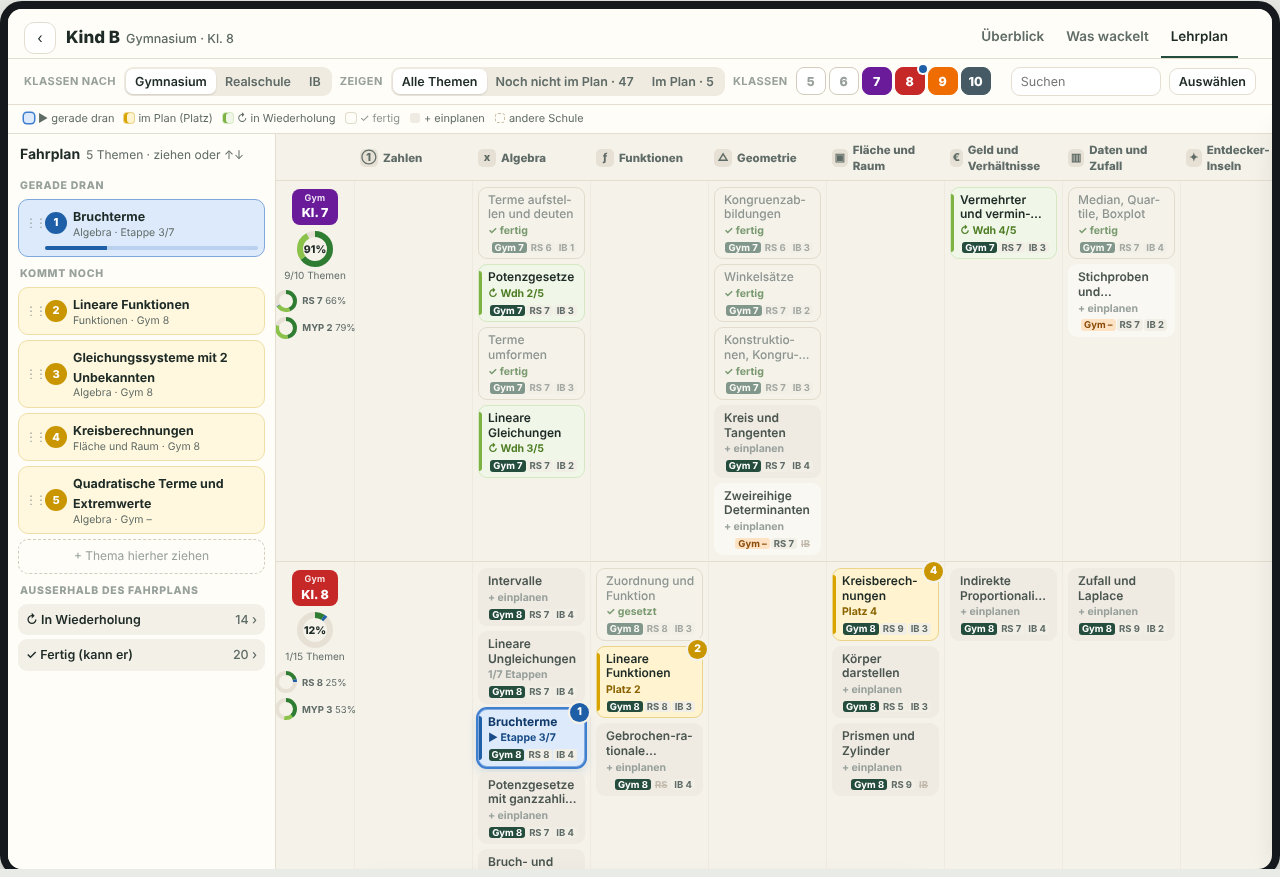 ‹ Kind B Gymnasium · Kl. 8
Überblick Was wackelt Lehrplan
KLASSEN NACH Gymnasium Realschule IB ZEIGEN Alle Themen Noch nicht im Plan · 47 Im Plan · 5 KLASSEN 5 6 7 8 9 10 Suchen Auswählen
▶ gerade dran im Plan (Platz) ↻ in Wiederholung ✓ fertig + einplanen andere Schule
Fahrplan 5 Themen · ziehen oder ↑↓
GERADE DRAN
1 Bruchterme
Algebra · Etappe 3/7
KOMMT NOCH
2 Lineare Funktionen
Funktionen · Gym 8
3 Gleichungssysteme mit 2
Unbekannten
Algebra · Gym 8
4 Kreisberechnungen
Fläche und Raum · Gym 8
5 Quadratische Terme und
Extremwerte
Algebra · Gym –
+ Thema hierher ziehen
AUSSERHALB DES FAHRPLANS
↻ In Wiederholung 14 ›
✓ Fertig (kann er) 20 ›
1 Zahlen
x Algebra
ƒ Funktionen
△ Geometrie
Fläche und
Raum
€ Geld und
Verhältnisse
Daten und
Zufall
Entdecker-
Inseln
Gym
Kl. 7
91%
9/10 Themen
RS 7 66%
MYP 2 79%
Terme aufstel-
len und deuten
✓ fertig
Gym 7 RS 6 IB 1
Potenzgesetze
↻ Wdh 2/5
Gym 7 RS 7 IB 3
Terme
umformen
✓ fertig
Gym 7 RS 7 IB 3
Lineare
Gleichungen
↻ Wdh 3/5
Gym 7 RS 7 IB 2
Kongruenzab-
bildungen
✓ fertig
Gym 7 RS 6 IB 3
Winkelsätze
✓ fertig
Gym 7 RS 7 IB 2
Konstruktio-
nen, Kongru-...
✓ fertig
Gym 7 RS 7 IB 3
Kreis und
Tangenten
+ einplanen
Gym 7 RS 7 IB 4
Zweireihige
Determinanten
+ einplanen
Gym – RS 7 IB
Vermehrter
und vermin-...
↻ Wdh 4/5
Gym 7 RS 7 IB 3
Median, Quar-
tile, Boxplot
✓ fertig
Gym 7 RS 7 IB 4
Stichproben
und...
+ einplanen
Gym – RS 7 IB 2
Gym
Kl. 8
12%
1/15 Themen
RS 8 25%
MYP 3 53%
Intervalle
+ einplanen
Gym 8 RS 7 IB 4
Lineare
Ungleichungen
1/7 Etappen
Gym 8 RS 7 IB 4
1
Bruchterme
▶ Etappe 3/7
Gym 8 RS 8 IB 4
Potenzgesetze
mit ganzzahli...
+ einplanen
Gym 8 RS 7 IB 4
Bruch- und
Zuordnung und
Funktion
✓ gesetzt
Gym 8 RS 8 IB 3
2
Lineare
Funktionen
Platz 2
Gym 8 RS 8 IB 3
Gebrochen-ra-
tionale...
+ einplanen
Gym 8 RS IB 4
4
Kreisberech-
nungen
Platz 4
Gym 8 RS 9 IB 3
Körper
darstellen
+ einplanen
Gym 8 RS 5 IB 3
Prismen und
Zylinder
+ einplanen
Gym 8 RS 9 IB
Indirekte
Proportionali...
+ einplanen
Gym 8 RS 7 IB 4
Zufall und
Laplace
+ einplanen
Gym 8 RS 9 IB 2